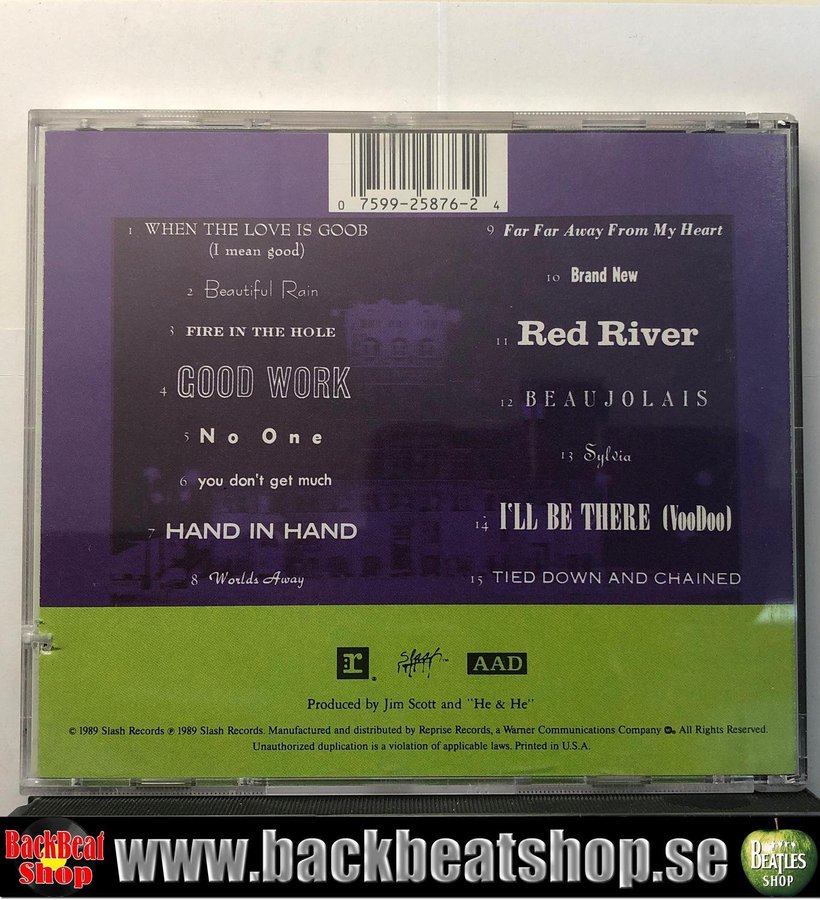 0 7599-25876-2 4
1 WHEN THE LOVE IS GOOB
(I mean good)
2 Beautiful Rain
3 FIRE IN THE HOLE
4 GOOD WORK
5 No One
6 you don't get much
7 HAND IN HAND
8 Worlds Away
9 Far Far Away From My Heart
10 Brand New
11 Red River
12 BEAUJOLAIS
13 Sylvia
14 I'LL BE THERE (VooDoo)
15 TIED DOWN AND CHAINED
r® slash™ AAD
Produced by Jim Scott and "He & He"
© 1989 Slash Records ℗ 1989 Slash Records. Manufactured and distributed by Reprise Records, a Warner Communications Company. All Rights Reserved.
Unauthorized duplication is a violation of applicable laws. Printed in U.S.A.
BackBeat
Shop
www.backbeatshop.se
BEATLES
SHOP